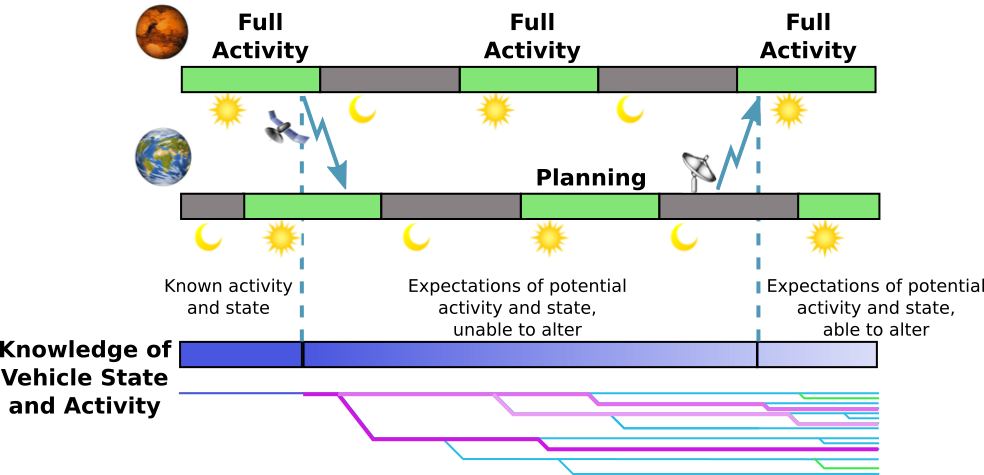 Full
Activity
Full
Activity
Full
Activity
Planning
Known activity
and state
Expectations of potential
activity and state,
unable to alter
Expectations of potential
activity and state,
able to alter
Knowledge of
Vehicle State
and Activity